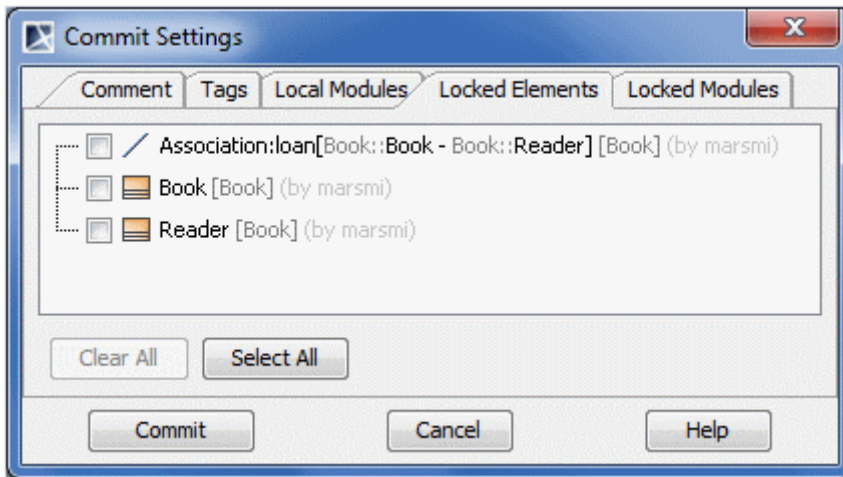 Commit Settings
Comment Tags Local Modules Locked Elements Locked Modules
Association:loan[Book::Book - Book::Reader] [Book] (by marsmi)
Book [Book] (by marsmi)
Reader [Book] (by marsmi)
Clear All Select All
Commit Cancel Help